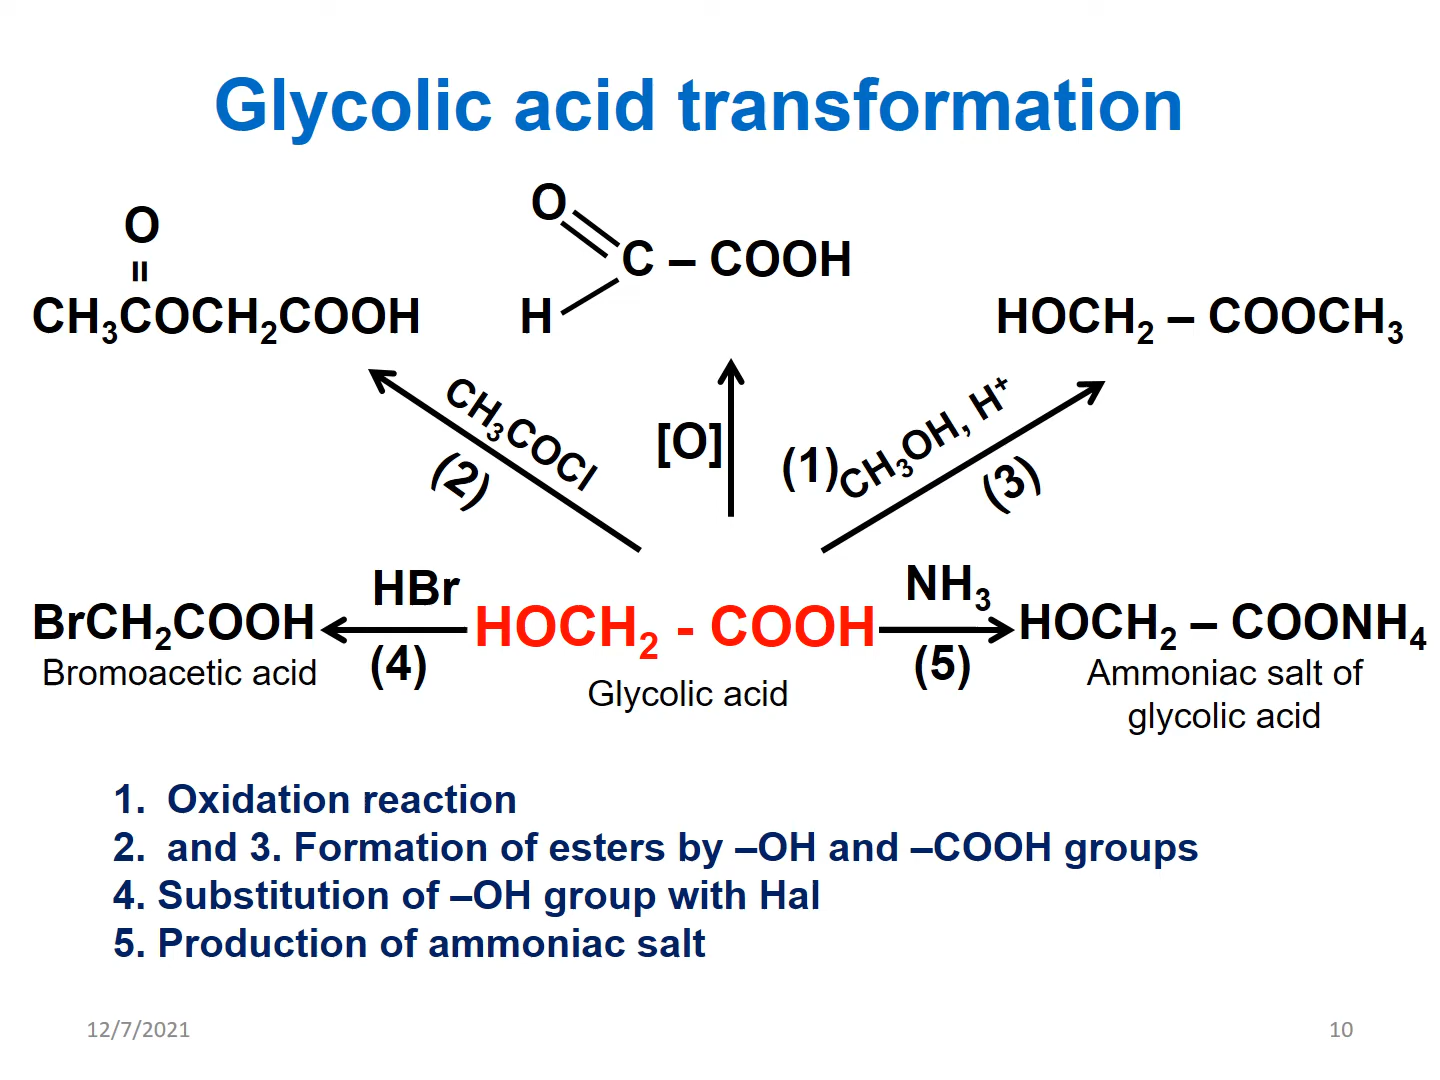 Glycolic acid transformation
O
O
=
C – COOH
CH₃COCH₂COOH
H
HOCH₂ – COOCH₃
CH₃COCl
(2)
[O]
(1)
CH₃OH, H⁺
(3)
HBr
NH₃
BrCH₂COOH
HOCH₂ - COOH
HOCH₂ – COONH₄
(4)
(5)
Bromoacetic acid
Glycolic acid
Ammoniac salt of
glycolic acid
1. Oxidation reaction
2. and 3. Formation of esters by –OH and –COOH groups
4. Substitution of –OH group with Hal
5. Production of ammoniac salt
12/7/2021
10